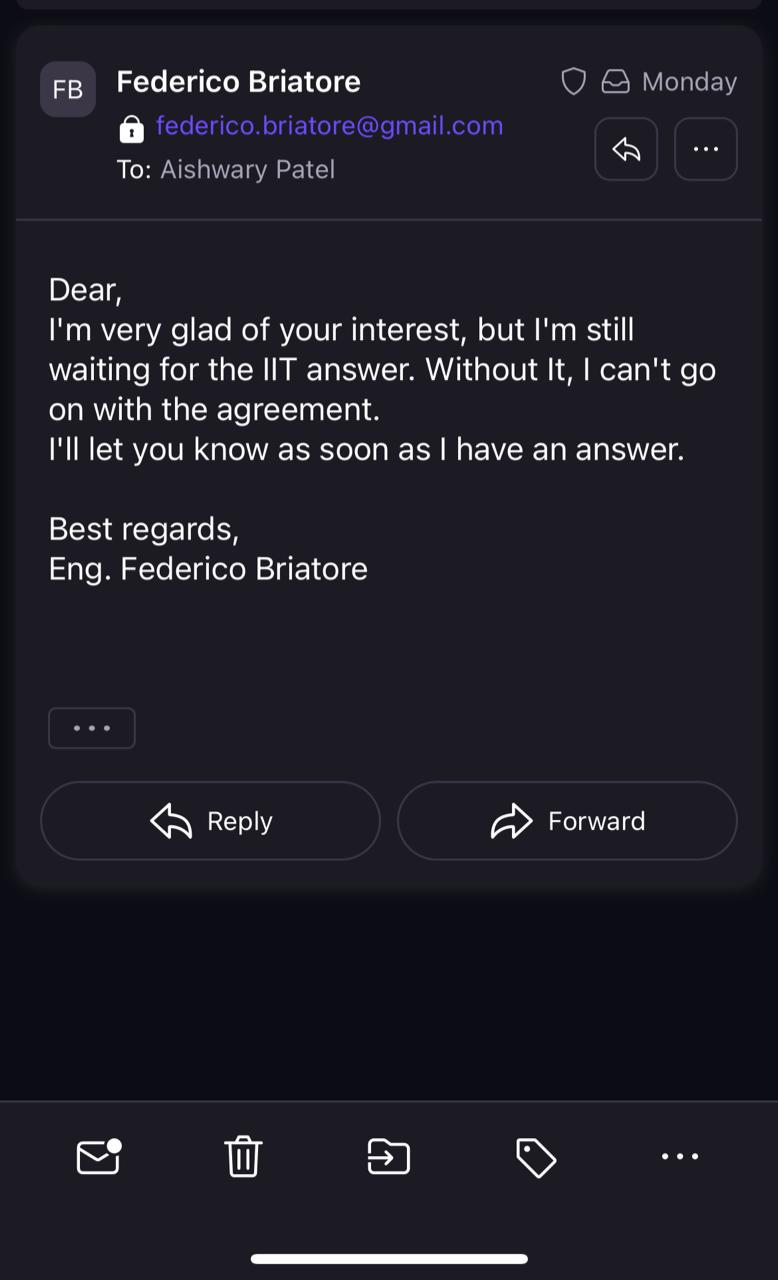 FB
Federico Briatore
Monday
federico.briatore@gmail.com
To: Aishwary Patel
Dear,
I'm very glad of your interest, but I'm still
waiting for the IIT answer. Without It, I can't go
on with the agreement.
I'll let you know as soon as I have an answer.
Best regards,
Eng. Federico Briatore
Reply
Forward